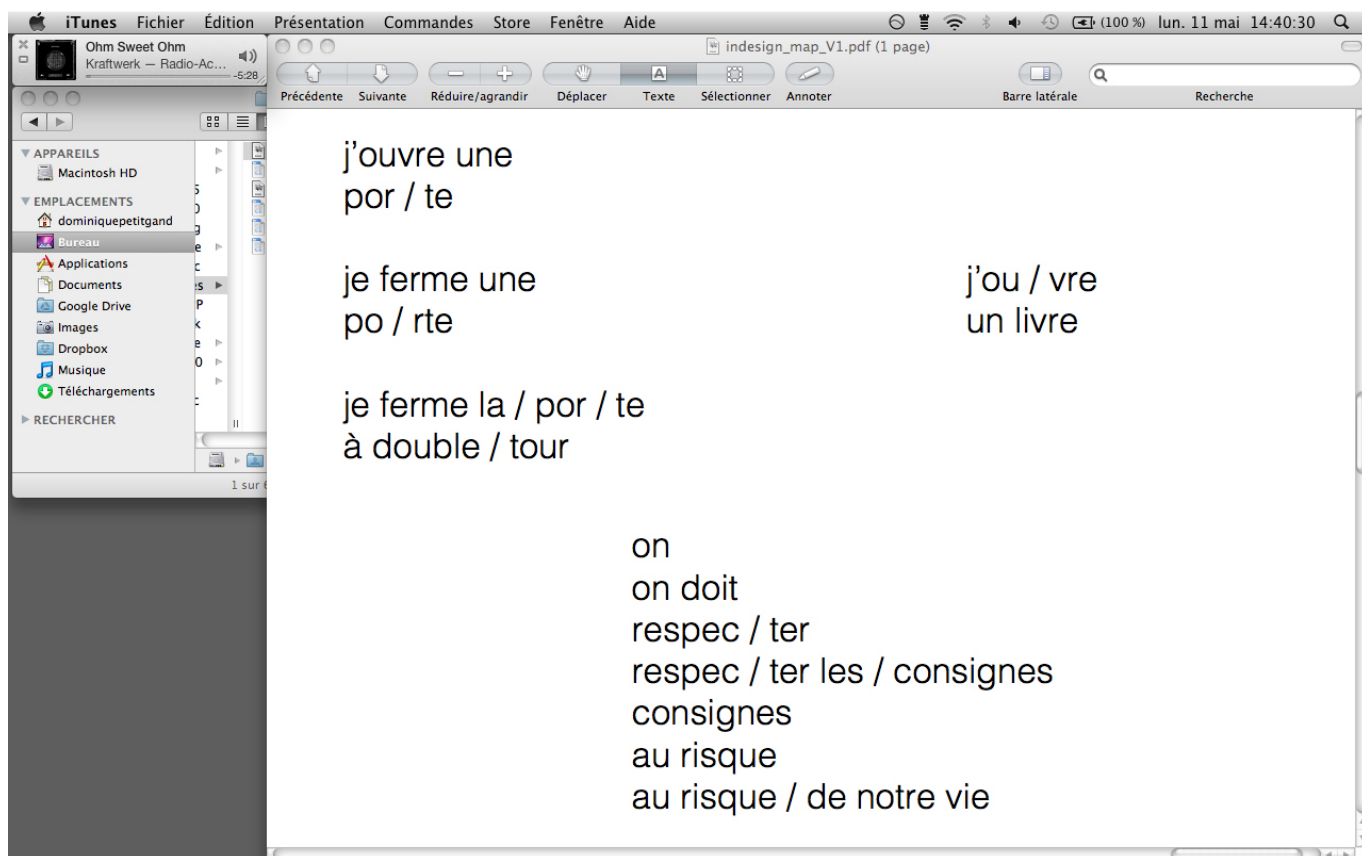 iTunes Fichier Édition Présentation Commandes Store Fenêtre Aide (100 %) lun. 11 mai 14:40:30
Ohm Sweet Ohm
Kraftwerk — Radio-Ac...
-5:28
indesign_map_V1.pdf (1 page)
Précédente Suivante Réduire/agrandir Déplacer Texte Sélectionner Annoter Barre latérale Recherche
APPAREILS
Macintosh HD
EMPLACEMENTS
dominiquepetitgand
Bureau
Applications
Documents
Google Drive
Images
Dropbox
Musique
Téléchargements
RECHERCHER
1 sur
j'ouvre une
por / te
je ferme une
po / rte
j'ou / vre
un livre
je ferme la / por / te
à double / tour
on
on doit
respec / ter
respec / ter les / consignes
consignes
au risque
au risque / de notre vie